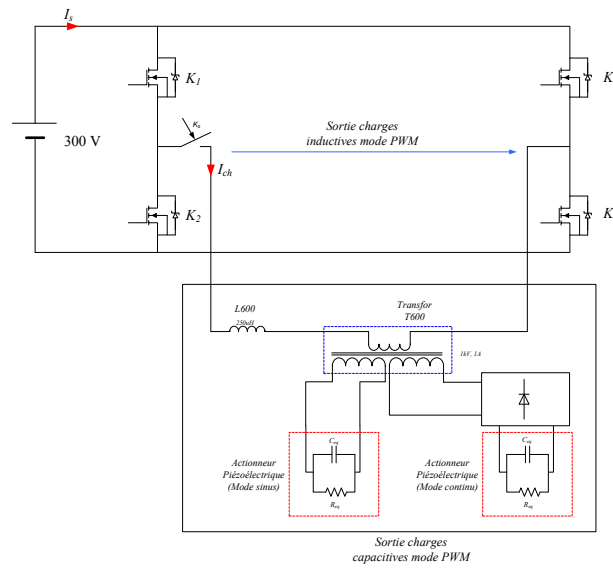 I_s
K_1
K
K_a
Sortie charges
inductives mode PWM
300 V
I_ch
K_2
K
L600
250uH
Transfor
T600
1kV, 1A
C_eq
C_eq
Actionneur
Piézoélectrique
(Mode sinus)
Actionneur
Piézoélectrique
(Mode continu)
R_eq
R_eq
Sortie charges
capacitives mode PWM